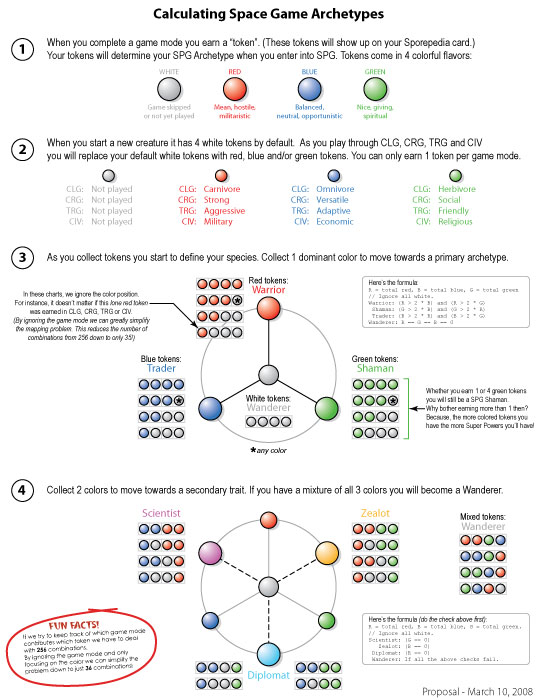 Calculating Space Game Archetypes
1
When you complete a game mode you earn a "token". (These tokens will show up on your Sporepedia card.)
Your tokens will determine your SPG Archetype when you enter into SPG. Tokens come in 4 colorful flavors:
WHITE
Game skipped
or not yet played
RED
Mean, hostile,
militaristic
BLUE
Balanced,
neutral, opportunistic
GREEN
Nice, giving,
spiritual
2
When you start a new creature it has 4 white tokens by default. As you play through CLG, CRG, TRG and CIV
you will replace your default white tokens with red, blue and/or green tokens. You can only earn 1 token per game mode.
CLG: Not played
CRG: Not played
TRG: Not played
CIV: Not played
CLG: Carnivore
CRG: Strong
TRG: Aggressive
CIV: Military
CLG: Omnivore
CRG: Versatile
TRG: Adaptive
CIV: Economic
CLG: Herbivore
CRG: Social
TRG: Friendly
CIV: Religious
3
As you collect tokens you start to define your species. Collect 1 dominant color to move towards a primary archetype.
In these charts, we ignore the color position.
For instance, it doesn't matter if this lone red token
was earned in CLG, CRG, TRG or CIV.
(By ignoring the game mode we can greatly simplify
the mapping problem. This reduces the number of
combinations from 256 down to only 35!)
Red tokens:
Warrior
*
Here's the formula:
R = total red, B = total blue, G = total green
// Ignore all white.
Warrior: (R > 2 * B) and (R > 2 * G)
Shaman: (G > 2 * B) and (G > 2 * R)
Trader: (B > 2 * R) and (B > 2 * G)
Wanderer: R == G == B == 0
Blue tokens:
Trader
*
White tokens:
Wanderer
Green tokens:
Shaman
*
Whether you earn 1 or 4 green tokens
you will still be a SPG Shaman.
Why bother earning more than 1 then?
Because, the more colored tokens you
have the more Super Powers you'll have!
*any color
4
Collect 2 colors to move towards a secondary trait. If you have a mixture of all 3 colors you will become a Wanderer.
Scientist
Zealot
Mixed tokens:
Wanderer
Diplomat
FUN FACTS!
If we try to keep track of which game mode
contributes which token we have to deal
with 256 combinations.
By ignoring the game mode and only
focusing on the color we can simplify the
problem down to just 36 combinations
Here's the formula (do the check above first):
R = total red, B = total blue, G = total green.
// Ignore all white.
Scientist: (G == 0)
Zealot: (B == 0)
Diplomat: (R == 0)
Wanderer: If all the above checks fail.
Proposal - March 10, 2008